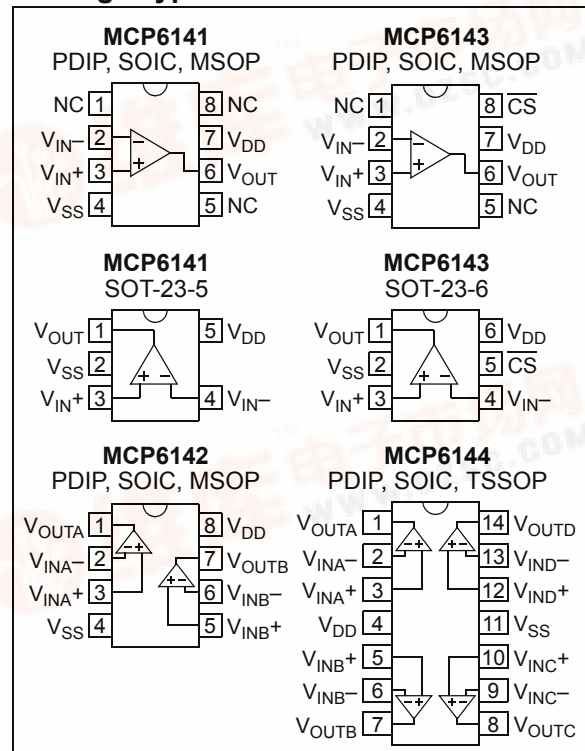 MCP6141
PDIP, SOIC, MSOP
NC 1
8 NC
VIN– 2
7 VDD
VIN+ 3
6 VOUT
VSS 4
5 NC
MCP6143
PDIP, SOIC, MSOP
NC 1
8 CS
VIN– 2
7 VDD
VIN+ 3
6 VOUT
VSS 4
5 NC
MCP6141
SOT-23-5
VOUT 1
5 VDD
VSS 2
VIN+ 3
4 VIN–
MCP6143
SOT-23-6
VOUT 1
6 VDD
VSS 2
5 CS
VIN+ 3
4 VIN–
MCP6142
PDIP, SOIC, MSOP
VOUTA 1
8 VDD
VINA– 2
7 VOUTB
VINA+ 3
6 VINB–
VSS 4
5 VINB+
MCP6144
PDIP, SOIC, TSSOP
VOUTA 1
14 VOUTD
VINA– 2
13 VIND–
VINA+ 3
12 VIND+
VDD 4
11 VSS
VINB+ 5
10 VINC+
VINB– 6
9 VINC–
VOUTB 7
8 VOUTC